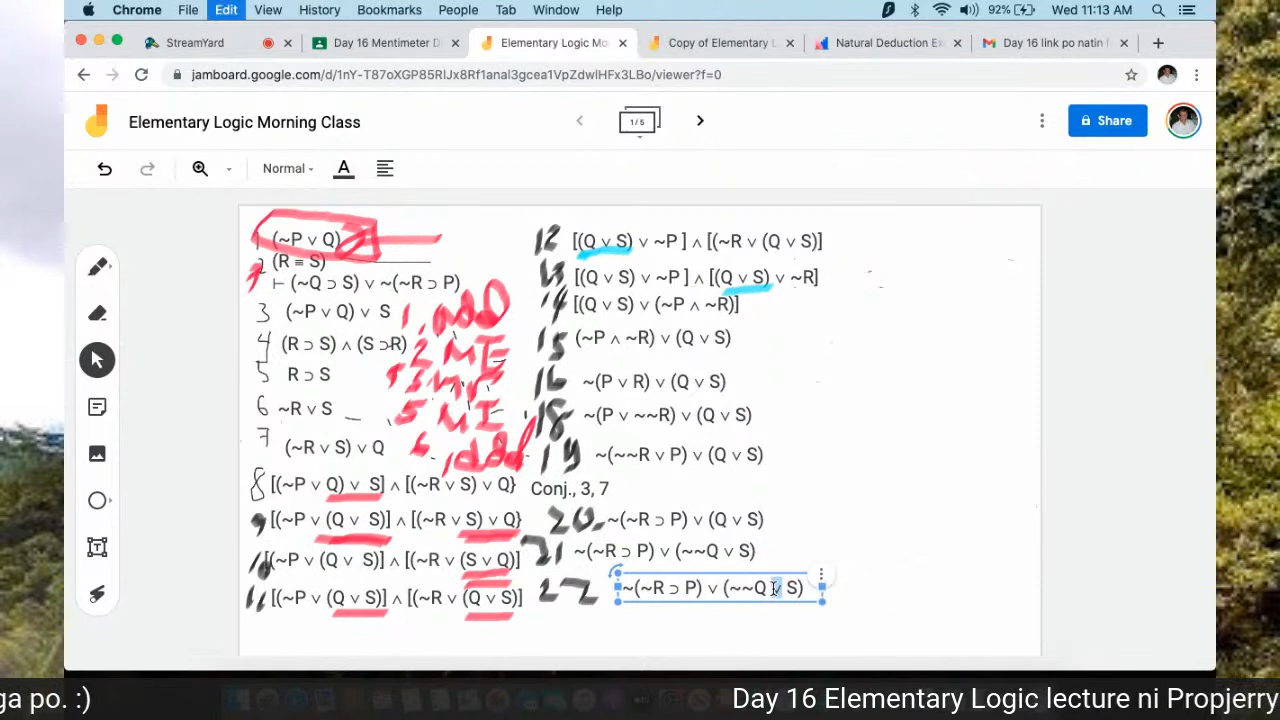 Chrome File Edit View History Bookmarks People Tab Window Help 92% Wed 11:13 AM
StreamYard Day 16 Mentimeter D Elementary Logic Mo Copy of Elementary L Natural Deduction Ex Day 16 link po natin
jamboard.google.com/d/1nY-T87oXGP85RlJx8Rf1anal3gcea1VpZdwlHFx3LBo/viewer?f=0
Elementary Logic Morning Class
1/5
Share
Normal A
1 (~P v Q)
2 (R ≡ S)
⊢ (~Q ⊃ S) v ~(~R ⊃ P)
3 (~P v Q) v S 1, add
4 (R ⊃ S) ∧ (S ⊃R) 2 ME
5 R ⊃ S
6 ~R v S 5 MI
7 (~R v S) v Q 6, add
8 [(~P v Q) v S] ∧ [(~R v S) v Q}
9 [(~P v (Q v S)] ∧ [(~R v S) v Q}
10 [(~P v (Q v S)] ∧ [(~R v (S v Q)]
11 [(~P v (Q v S)] ∧ [(~R v (Q v S)]
12 [(Q v S) v ~P ] ∧ [(~R v (Q v S)]
13 [(Q v S) v ~P ] ∧ [(Q v S) v ~R]
14 [(Q v S) v (~P ∧ ~R)]
15 (~P ∧ ~R) v (Q v S)
16 ~(P v R) v (Q v S)
18 ~(P v ~~R) v (Q v S)
19 ~(~~R v P) v (Q v S)
Conj., 3, 7
20. ~(~R ⊃ P) v (Q v S)
21 ~(~R ⊃ P) v (~~Q v S)
22 ~(~R ⊃ P) v (~~Q v S)
ga po. :) Day 16 Elementary Logic lecture ni Propjerry